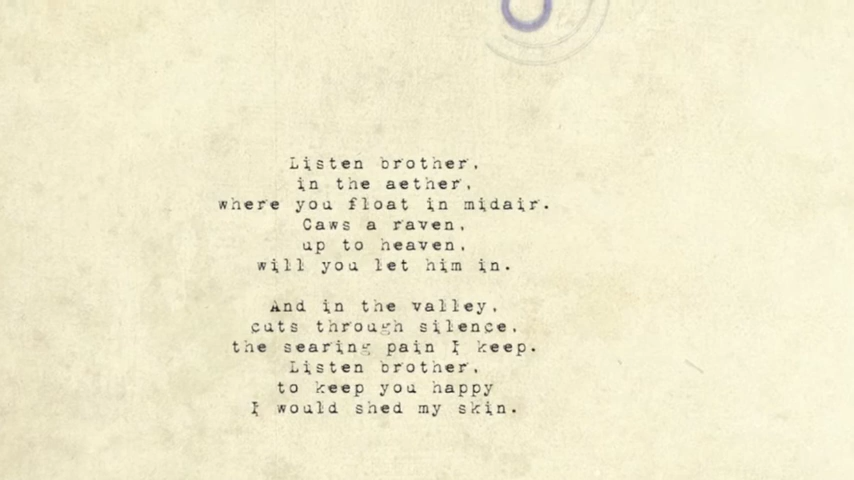 Listen brother,
in the aether,
where you float in midair.
Caws a raven,
up to heaven,
will you let him in.
And in the valley,
cuts through silence,
the searing pain I keep.
Listen brother,
to keep you happy
I would shed my skin.